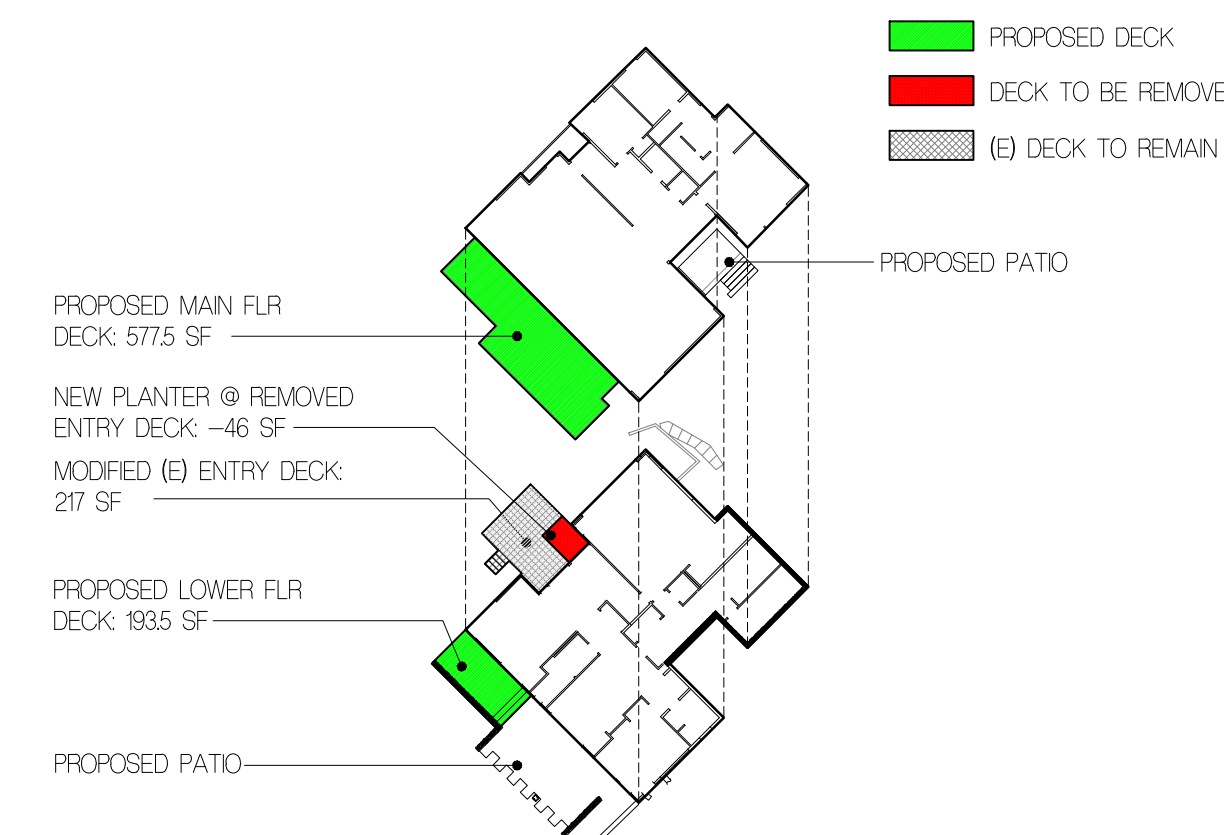 PROPOSED DECK
DECK TO BE REMOVE
(E) DECK TO REMAIN
PROPOSED PATIO
PROPOSED MAIN FLR
DECK: 577.5 SF
NEW PLANTER @ REMOVED
ENTRY DECK: -46 SF
MODIFIED (E) ENTRY DECK:
217 SF
PROPOSED LOWER FLR
DECK: 193.5 SF
PROPOSED PATIO